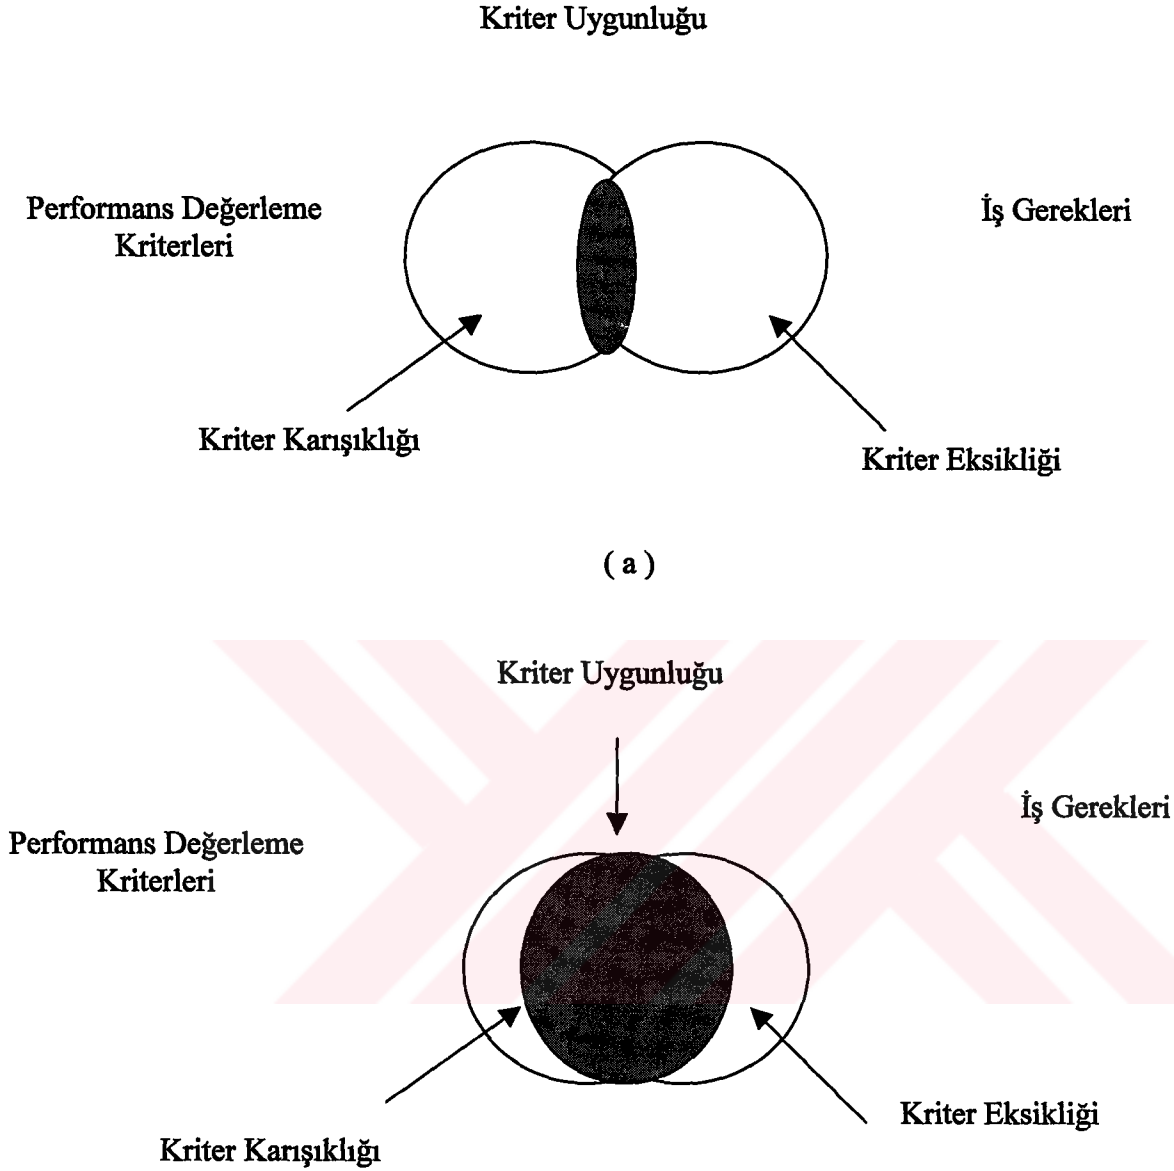 Kriter Uygunluğu
Performans Değerleme
Kriterleri
İş Gerekleri
Kriter Karışıklığı
Kriter Eksikliği
( a )
Kriter Uygunluğu
İş Gerekleri
Performans Değerleme
Kriterleri
Kriter Eksikliği
Kriter Karışıklığı